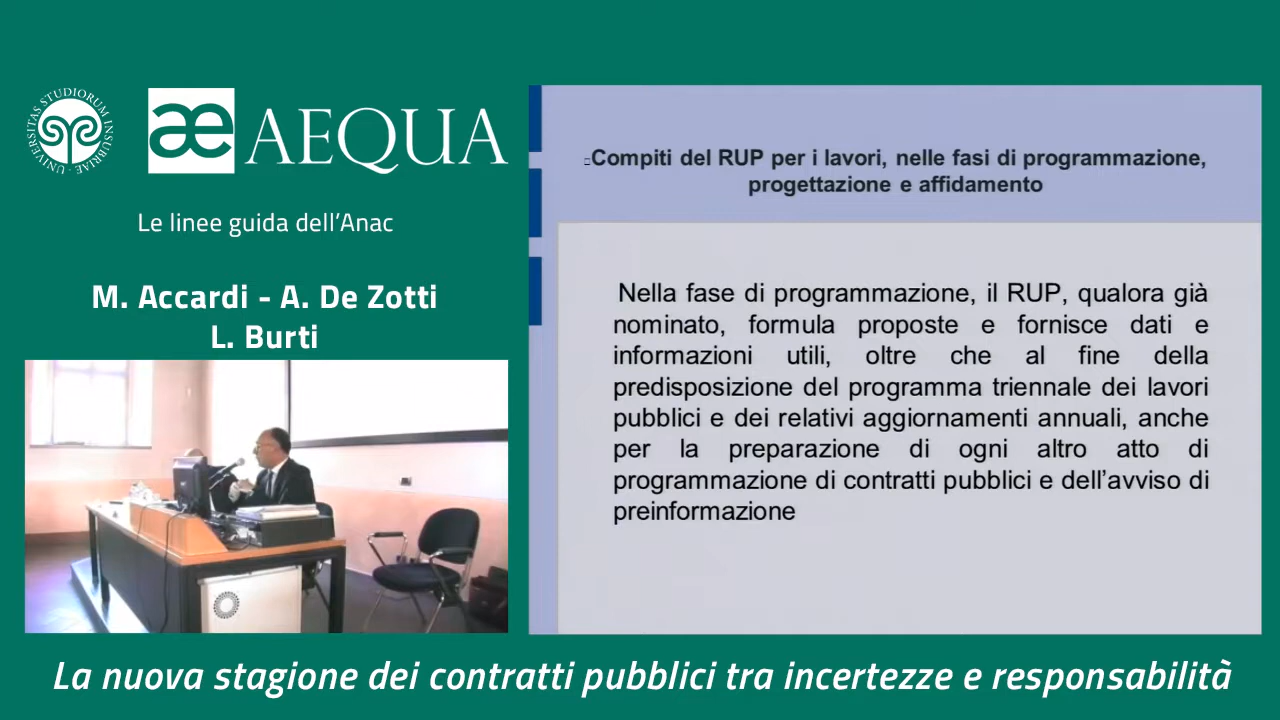 UNIVERSITAS STUDIORUM INSUBRIAE
æ AEQUA
Le linee guida dell'Anac
M. Accardi - A. De Zotti
L. Burti
Compiti del RUP per i lavori, nelle fasi di programmazione,
progettazione e affidamento
Nella fase di programmazione, il RUP, qualora già
nominato, formula proposte e fornisce dati e
informazioni utili, oltre che al fine della
predisposizione del programma triennale dei lavori
pubblici e dei relativi aggiornamenti annuali, anche
per la preparazione di ogni altro atto di
programmazione di contratti pubblici e dell’avviso di
preinformazione
La nuova stagione dei contratti pubblici tra incertezze e responsabilità